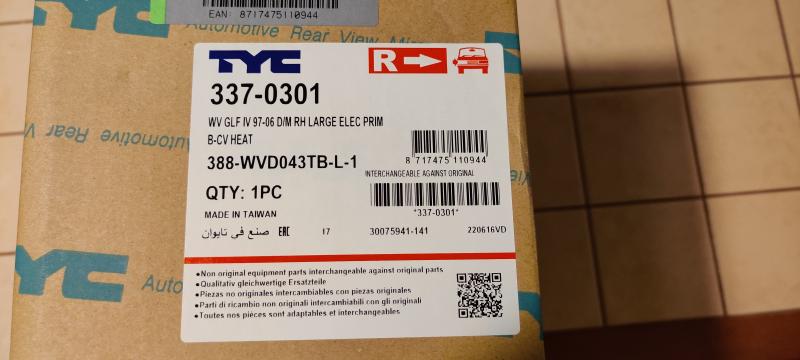 EAN: 8717475110944
Automotive Rear View Mir
TYC
R
337-0301
WV GLF IV 97-06 D/M RH LARGE ELEC PRIM
B-CV HEAT
388-WVD043TB-L-1
8 717475 110944
INTERCHANGEABLE AGAINST ORIGINAL
QTY: 1PC
*337-0301*
MADE IN TAIWAN
صنع في تايوان EAC 17 30075941-141 220616VD
•Non original equipment parts interchangeable against original parts
•Qualitativ gleichwertige Ersatzteile
•Piezas no originales intercambiables con piezas originales
•Parti di ricambio non originali intercambiabili con gli originali
•Toutes nos pièces sont adaptables et interchangeables
TYC Auto
Rear V